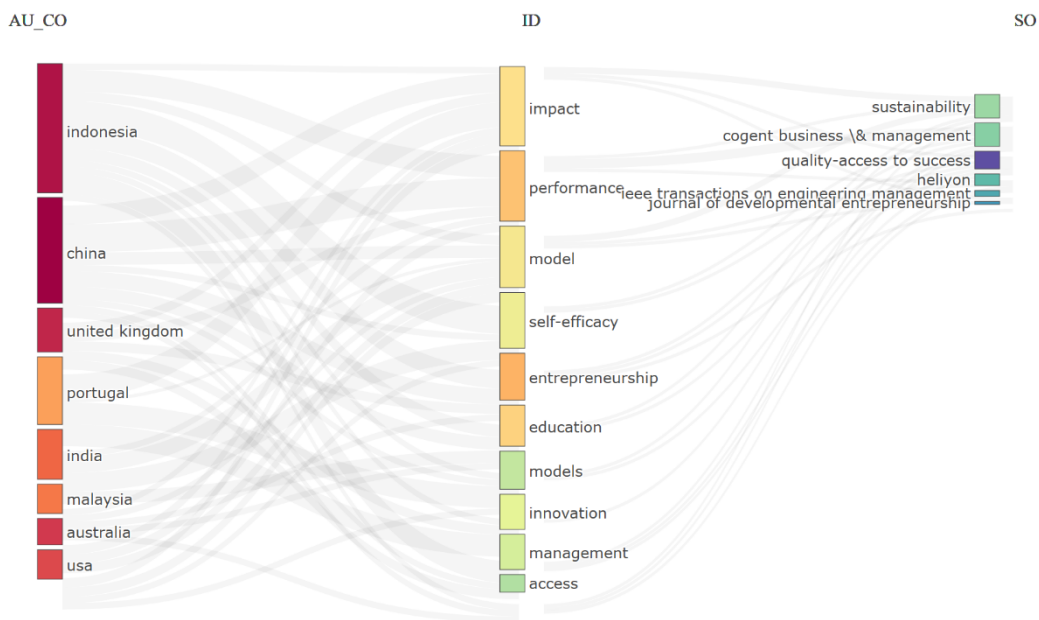 AU_CO
ID
SO
indonesia
china
united kingdom
portugal
india
malaysia
australia
usa
impact
performance
model
self-efficacy
entrepreneurship
education
models
innovation
management
access
sustainability
cogent business \& management
quality-access to success
heliyon
ieee transactions on engineering management
journal of developmental entrepreneurship